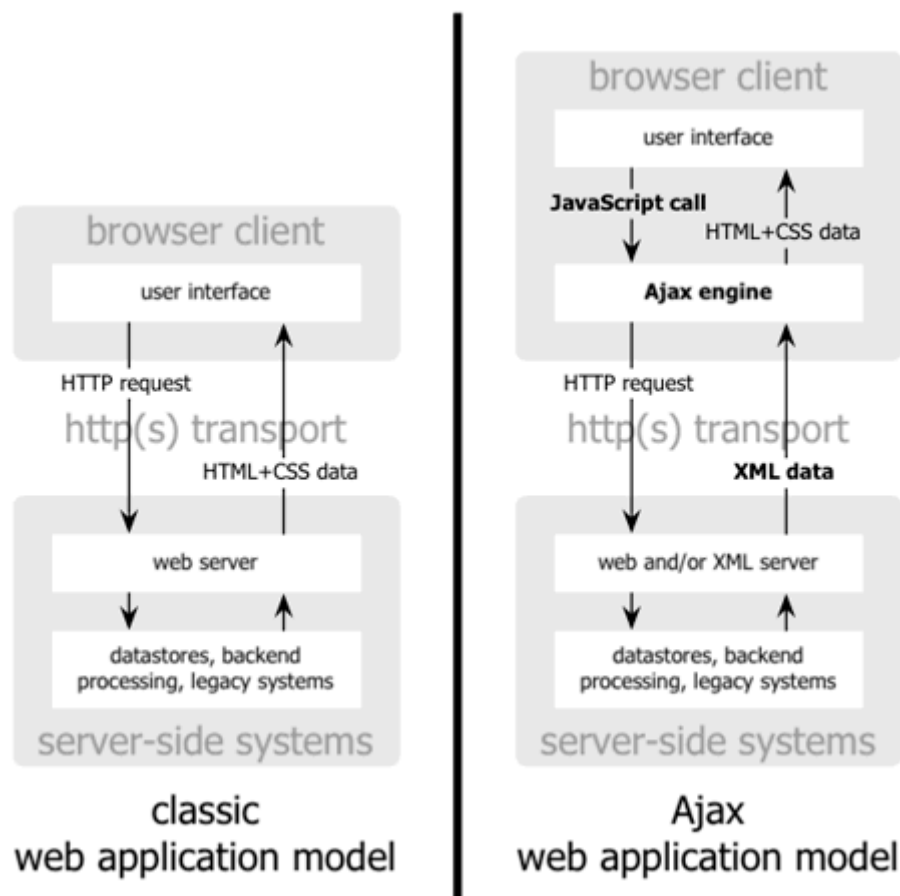 browser client
user interface
HTTP request
http(s) transport
HTML+CSS data
web server
datastores, backend
processing, legacy systems
server-side systems
classic
web application model
browser client
user interface
JavaScript call
HTML+CSS data
Ajax engine
HTTP request
http(s) transport
XML data
web and/or XML server
datastores, backend
processing, legacy systems
server-side systems
Ajax
web application model